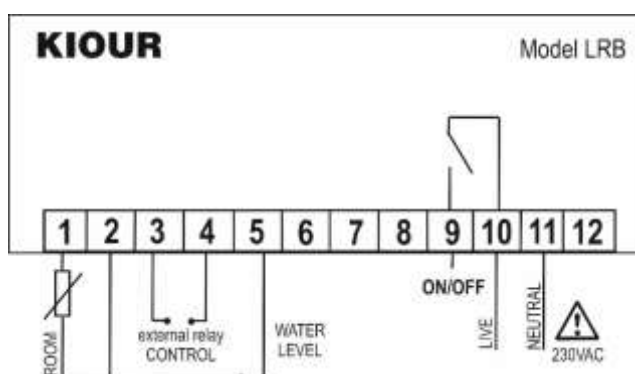 KIOUR
Model LRB
1 2 3 4 5 6 7 8 9 10 11 12
ON/OFF
ROOM
external relay
CONTROL
WATER
LEVEL
LIVE
NEUTRAL
230VAC